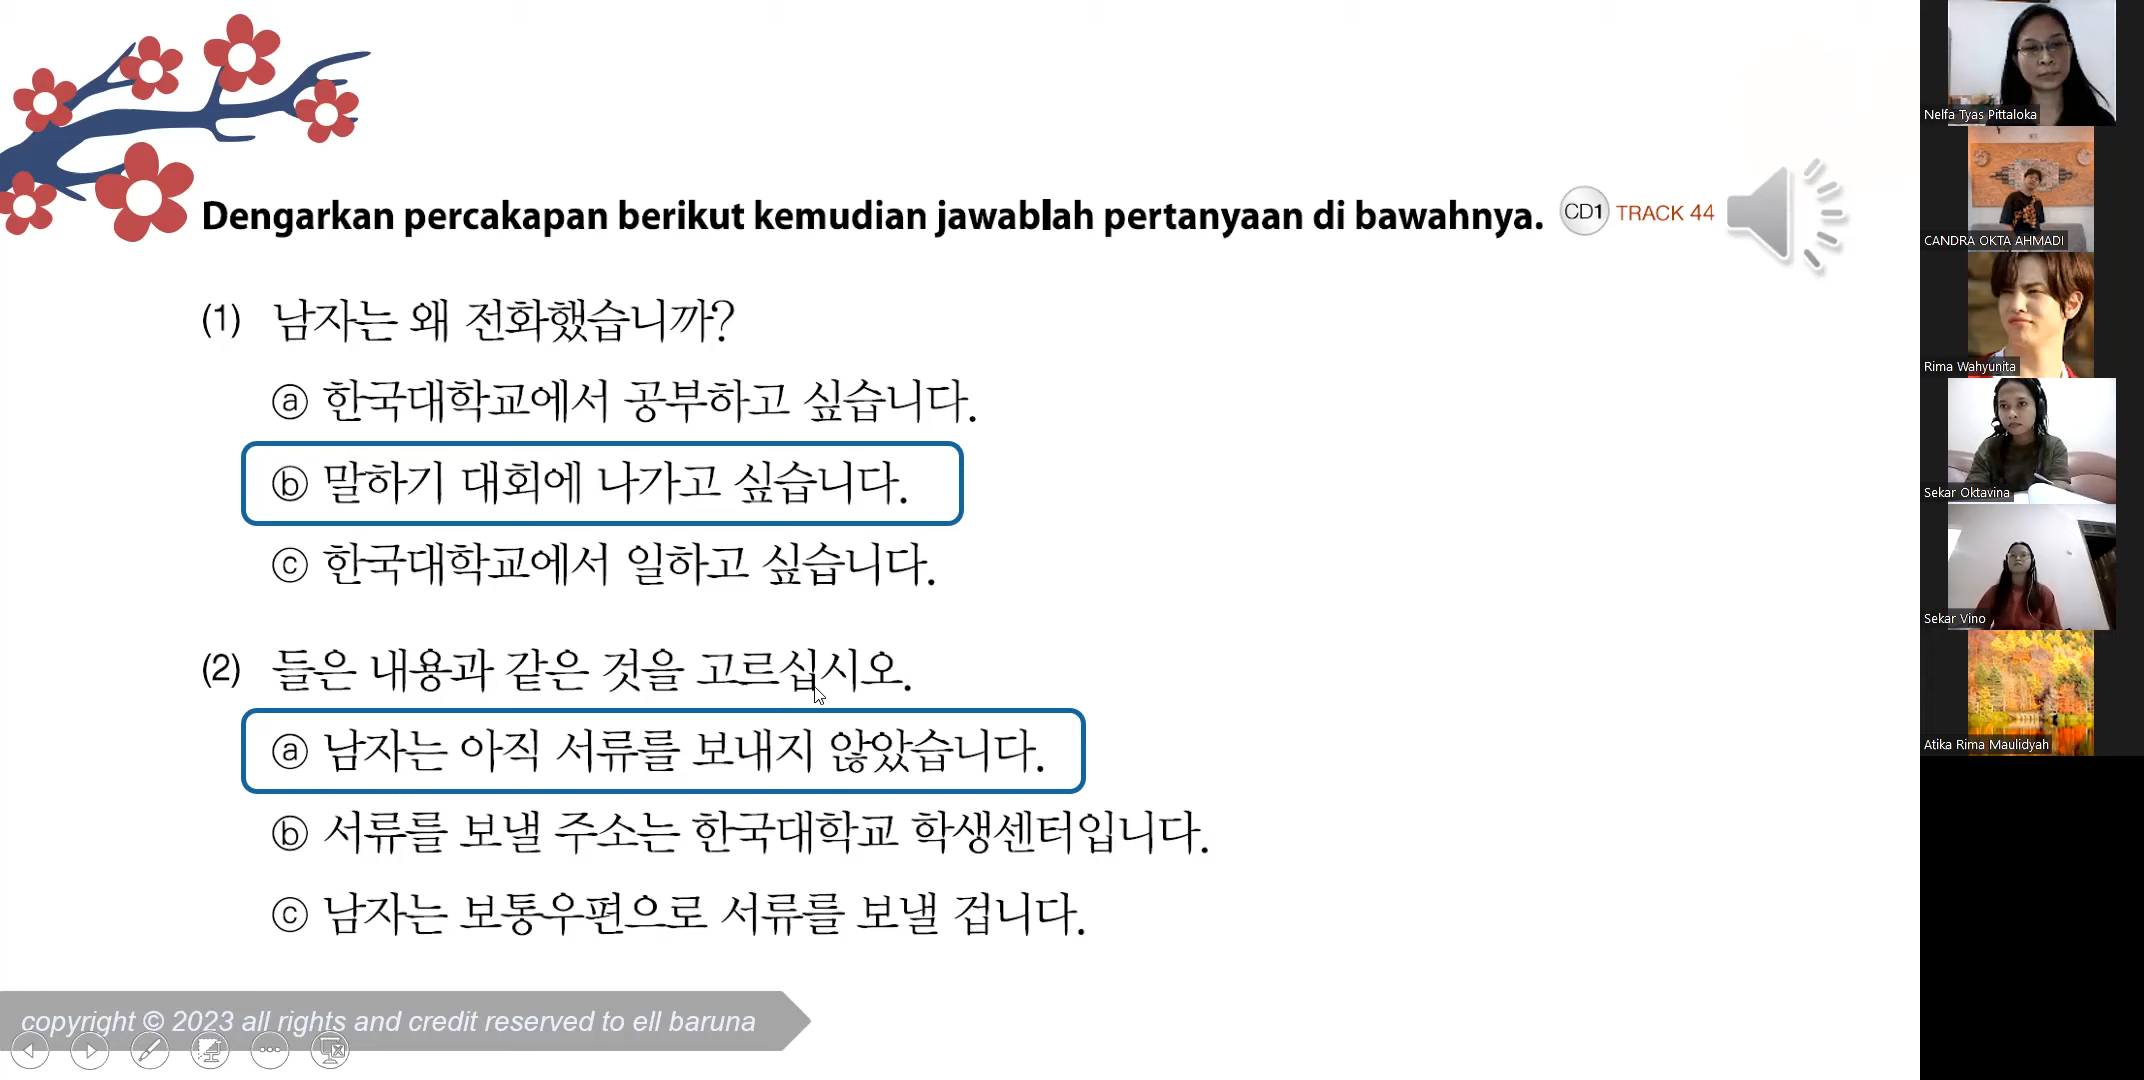 Dengarkan percakapan berikut kemudian jawablah pertanyaan di bawahnya. CD1 TRACK 44
(1) 남자는 왜 전화했습니까?
ⓐ 한국대학교에서 공부하고 싶습니다.
ⓑ 말하기 대회에 나가고 싶습니다.
ⓒ 한국대학교에서 일하고 싶습니다.
(2) 들은 내용과 같은 것을 고르십시오.
ⓐ 남자는 아직 서류를 보내지 않았습니다.
ⓑ 서류를 보낼 주소는 한국대학교 학생센터입니다.
ⓒ 남자는 보통우편으로 서류를 보낼 겁니다.
copyright © 2023 all rights and credit reserved to ell baruna
Nelfa Tyas Pittaloka
CANDRA OKTA AHMADI
Rima Wahyunita
Sekar Oktavina
Sekar Vino
Atika Rima Maulidyah